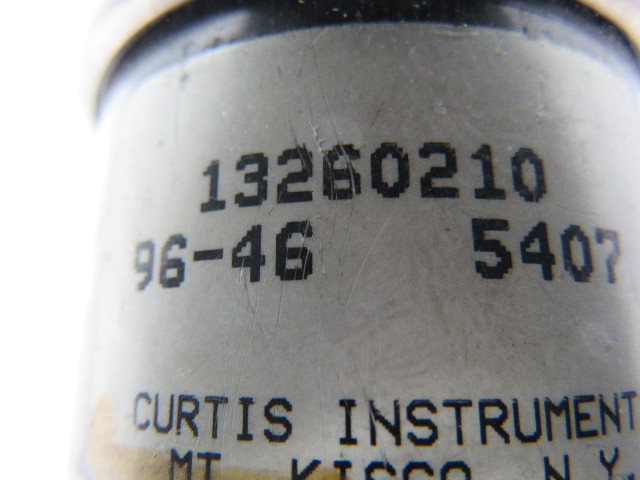 13260210
96-46 5407
CURTIS INSTRUMENT
MT. KISCO, N.Y.